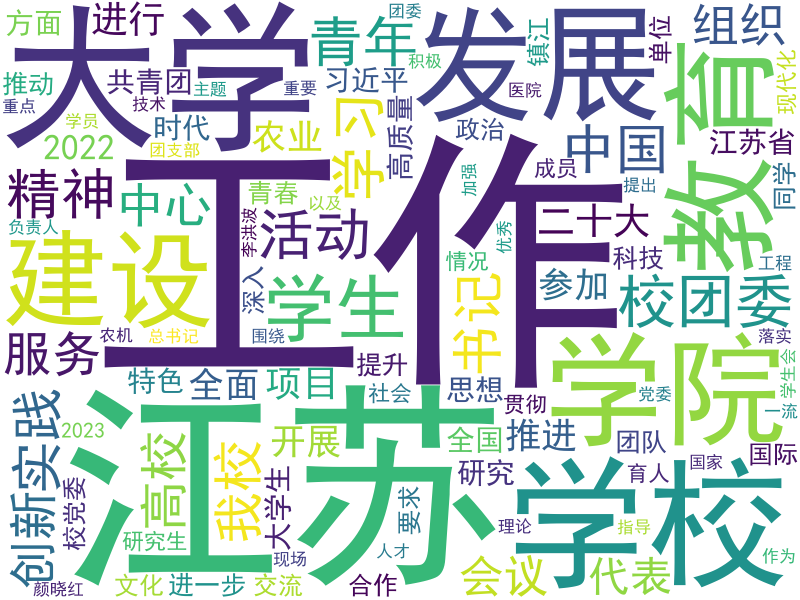 方面
进行
大学
青年
团委
积极
发展
镇江
单位
组织
教育
现代化
推动
共青团
习近平
重点
技术
主题
重要
医院
学员
时代
农业
学习
高质量
政治
中国
江苏省
2022
团支部
精神
中心
青春
以及
加强
成员
提出
同学
负责人
李洪波
活动
工作
优秀
二十大
建设
深入
学生
情况
书记
参加
科技
工程
校团委
服务
农机
总书记
围绕
提升
落实
学生会
特色
全面
项目
社会
思想
学院
党委
一流
创新
实践
江苏
贯彻
2023
高校
我校
开展
全国
推进
团队
研究
育人
国家
国际
校党委
大学生
要求
学校
研究生
现场
理论
指导
人才
作为
颜晓红
文化
进一步
交流
合作
会议
代表